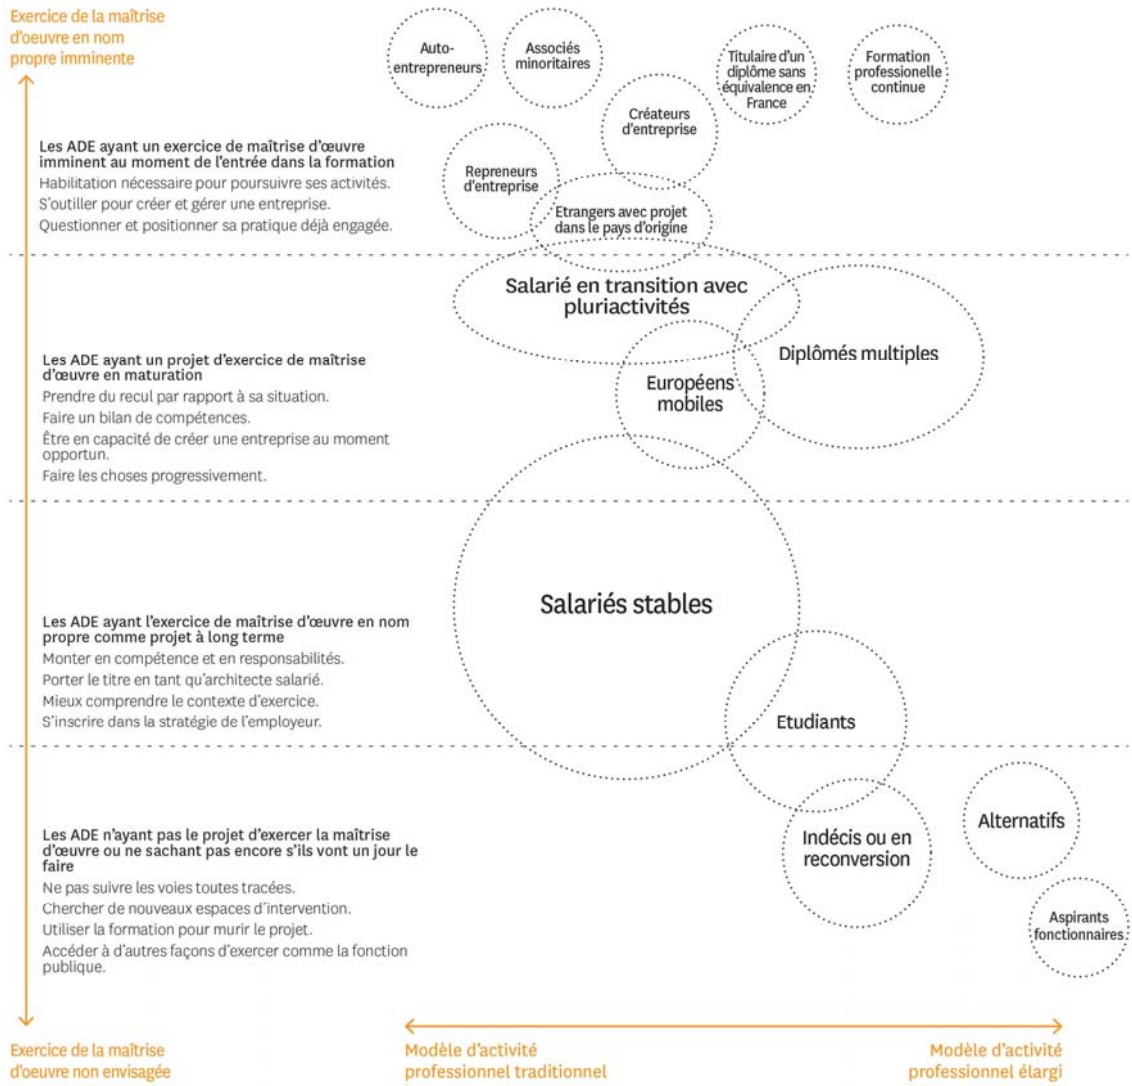 Exercice de la maîtrise
d'oeuvre en nom
propre imminente
Auto-
entrepreneurs
Associés
minoritaires
Titulaire d'un
diplôme sans
équivalence en
France
Formation
professionelle
continue
Créateurs
d'entreprise
Les ADE ayant un exercice de maîtrise d'œuvre
imminent au moment de l'entrée dans la formation
Habilitation nécessaire pour poursuivre ses activités.
S'outiller pour créer et gérer une entreprise.
Questionner et positionner sa pratique déjà engagée.
Repreneurs
d'entreprise
Etrangers avec projet
dans le pays d'origine
Salarié en transition avec
pluriactivités
Diplômés multiples
Européens
mobiles
Les ADE ayant un projet d'exercice de maîtrise
d'œuvre en maturation
Prendre du recul par rapport à sa situation.
Faire un bilan de compétences.
Être en capacité de créer une entreprise au moment
opportun.
Faire les choses progressivement.
Salariés stables
Les ADE ayant l'exercice de maîtrise d'œuvre en nom
propre comme projet à long terme
Monter en compétence et en responsabilités.
Porter le titre en tant qu'architecte salarié.
Mieux comprendre le contexte d'exercice.
S'inscrire dans la stratégie de l'employeur.
Etudiants
Les ADE n'ayant pas le projet d'exercer la maîtrise
d'œuvre ou ne sachant pas encore s'ils vont un jour le
faire
Ne pas suivre les voies toutes tracées.
Chercher de nouveaux espaces d'intervention.
Utiliser la formation pour murir le projet.
Accéder à d'autres façons d'exercer comme la fonction
publique.
Indécis ou en
reconversion
Alternatifs
Aspirants
fonctionnaires
Exercice de la maîtrise
d'oeuvre non envisagée
Modèle d'activité
professionnel traditionnel
Modèle d'activité
professionnel élargi